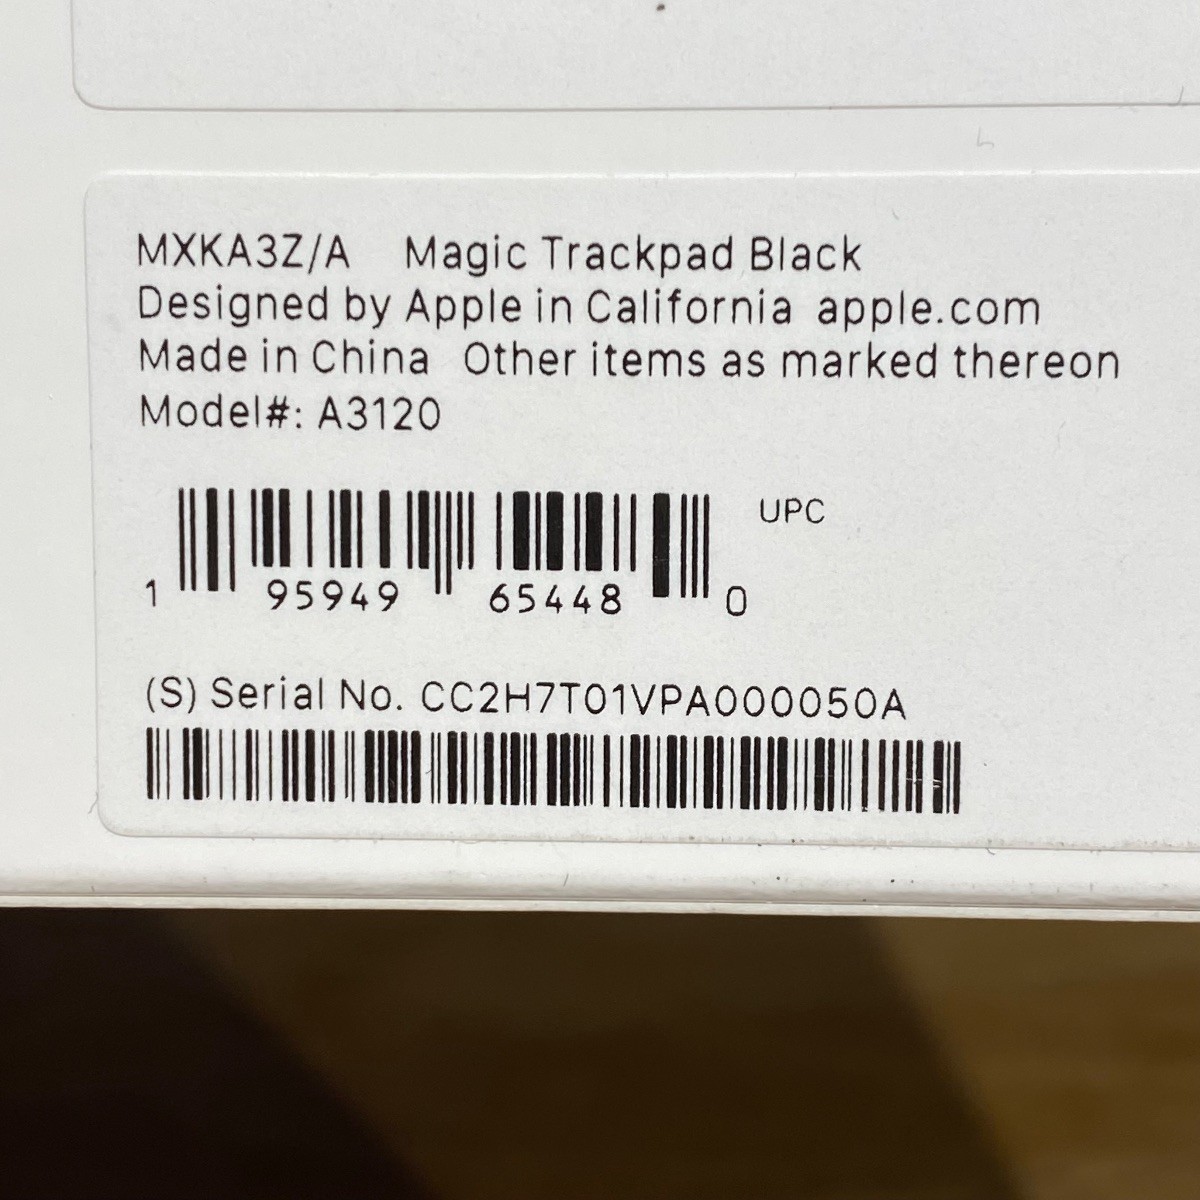 MXKA3Z/A Magic Trackpad Black
Designed by Apple in California apple.com
Made in China Other items as marked thereon
Model#: A3120
UPC
1 95949 65448 0
(S) Serial No. CC2H7T01VPA000050A